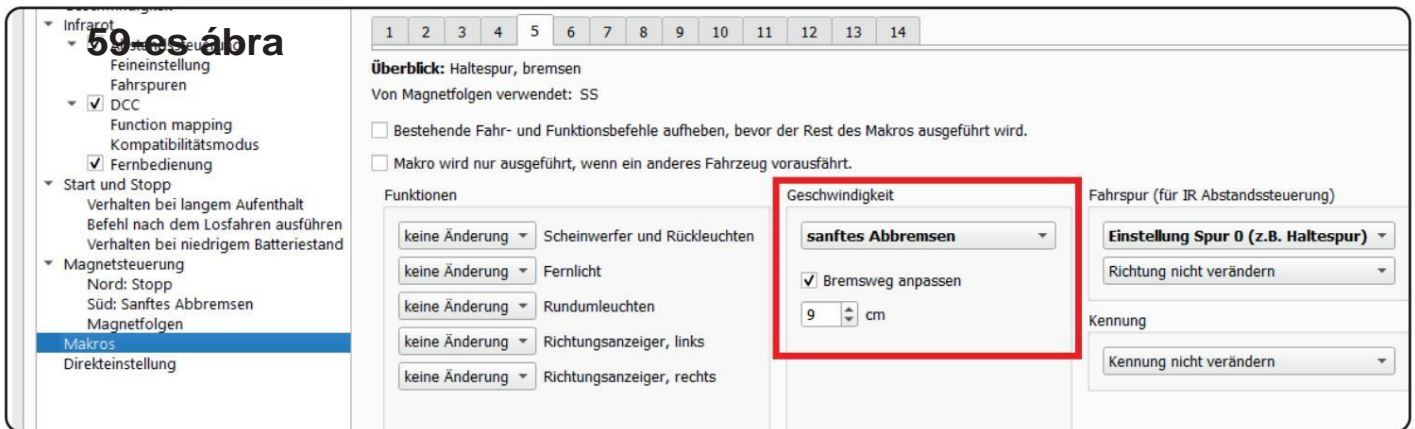 59-es ábra
Infrarot
Feineinstellung
Fahrspuren
DCC
Function mapping
Kompatibilitätsmodus
Fernbedienung
Start und Stopp
Verhalten bei langem Aufenthalt
Befehl nach dem Losfahren ausführen
Verhalten bei niedrigem Batteriestand
Magnetsteuerung
Nord: Stopp
Süd: Sanftes Abbremsen
Magnetfolgen
Makros
Direkteinstellung
1 2 3 4 5 6 7 8 9 10 11 12 13 14
Überblick: Haltespur, bremsen
Von Magnetfolgen verwendet: SS
Bestehende Fahr- und Funktionsbefehle aufheben, bevor der Rest des Makros ausgeführt wird.
Makro wird nur ausgeführt, wenn ein anderes Fahrzeug vorausfährt.
Funktionen
keine Änderung Scheinwerfer und Rückleuchten
keine Änderung Fernlicht
keine Änderung Rundumleuchten
keine Änderung Richtungsanzeiger, links
keine Änderung Richtungsanzeiger, rechts
Geschwindigkeit
sanftes Abbremsen
Bremsweg anpassen
9 cm
Fahrspur (für IR Abstandssteuerung)
Einstellung Spur 0 (z.B. Haltespur)
Richtung nicht verändern
Kennung
Kennung nicht verändern